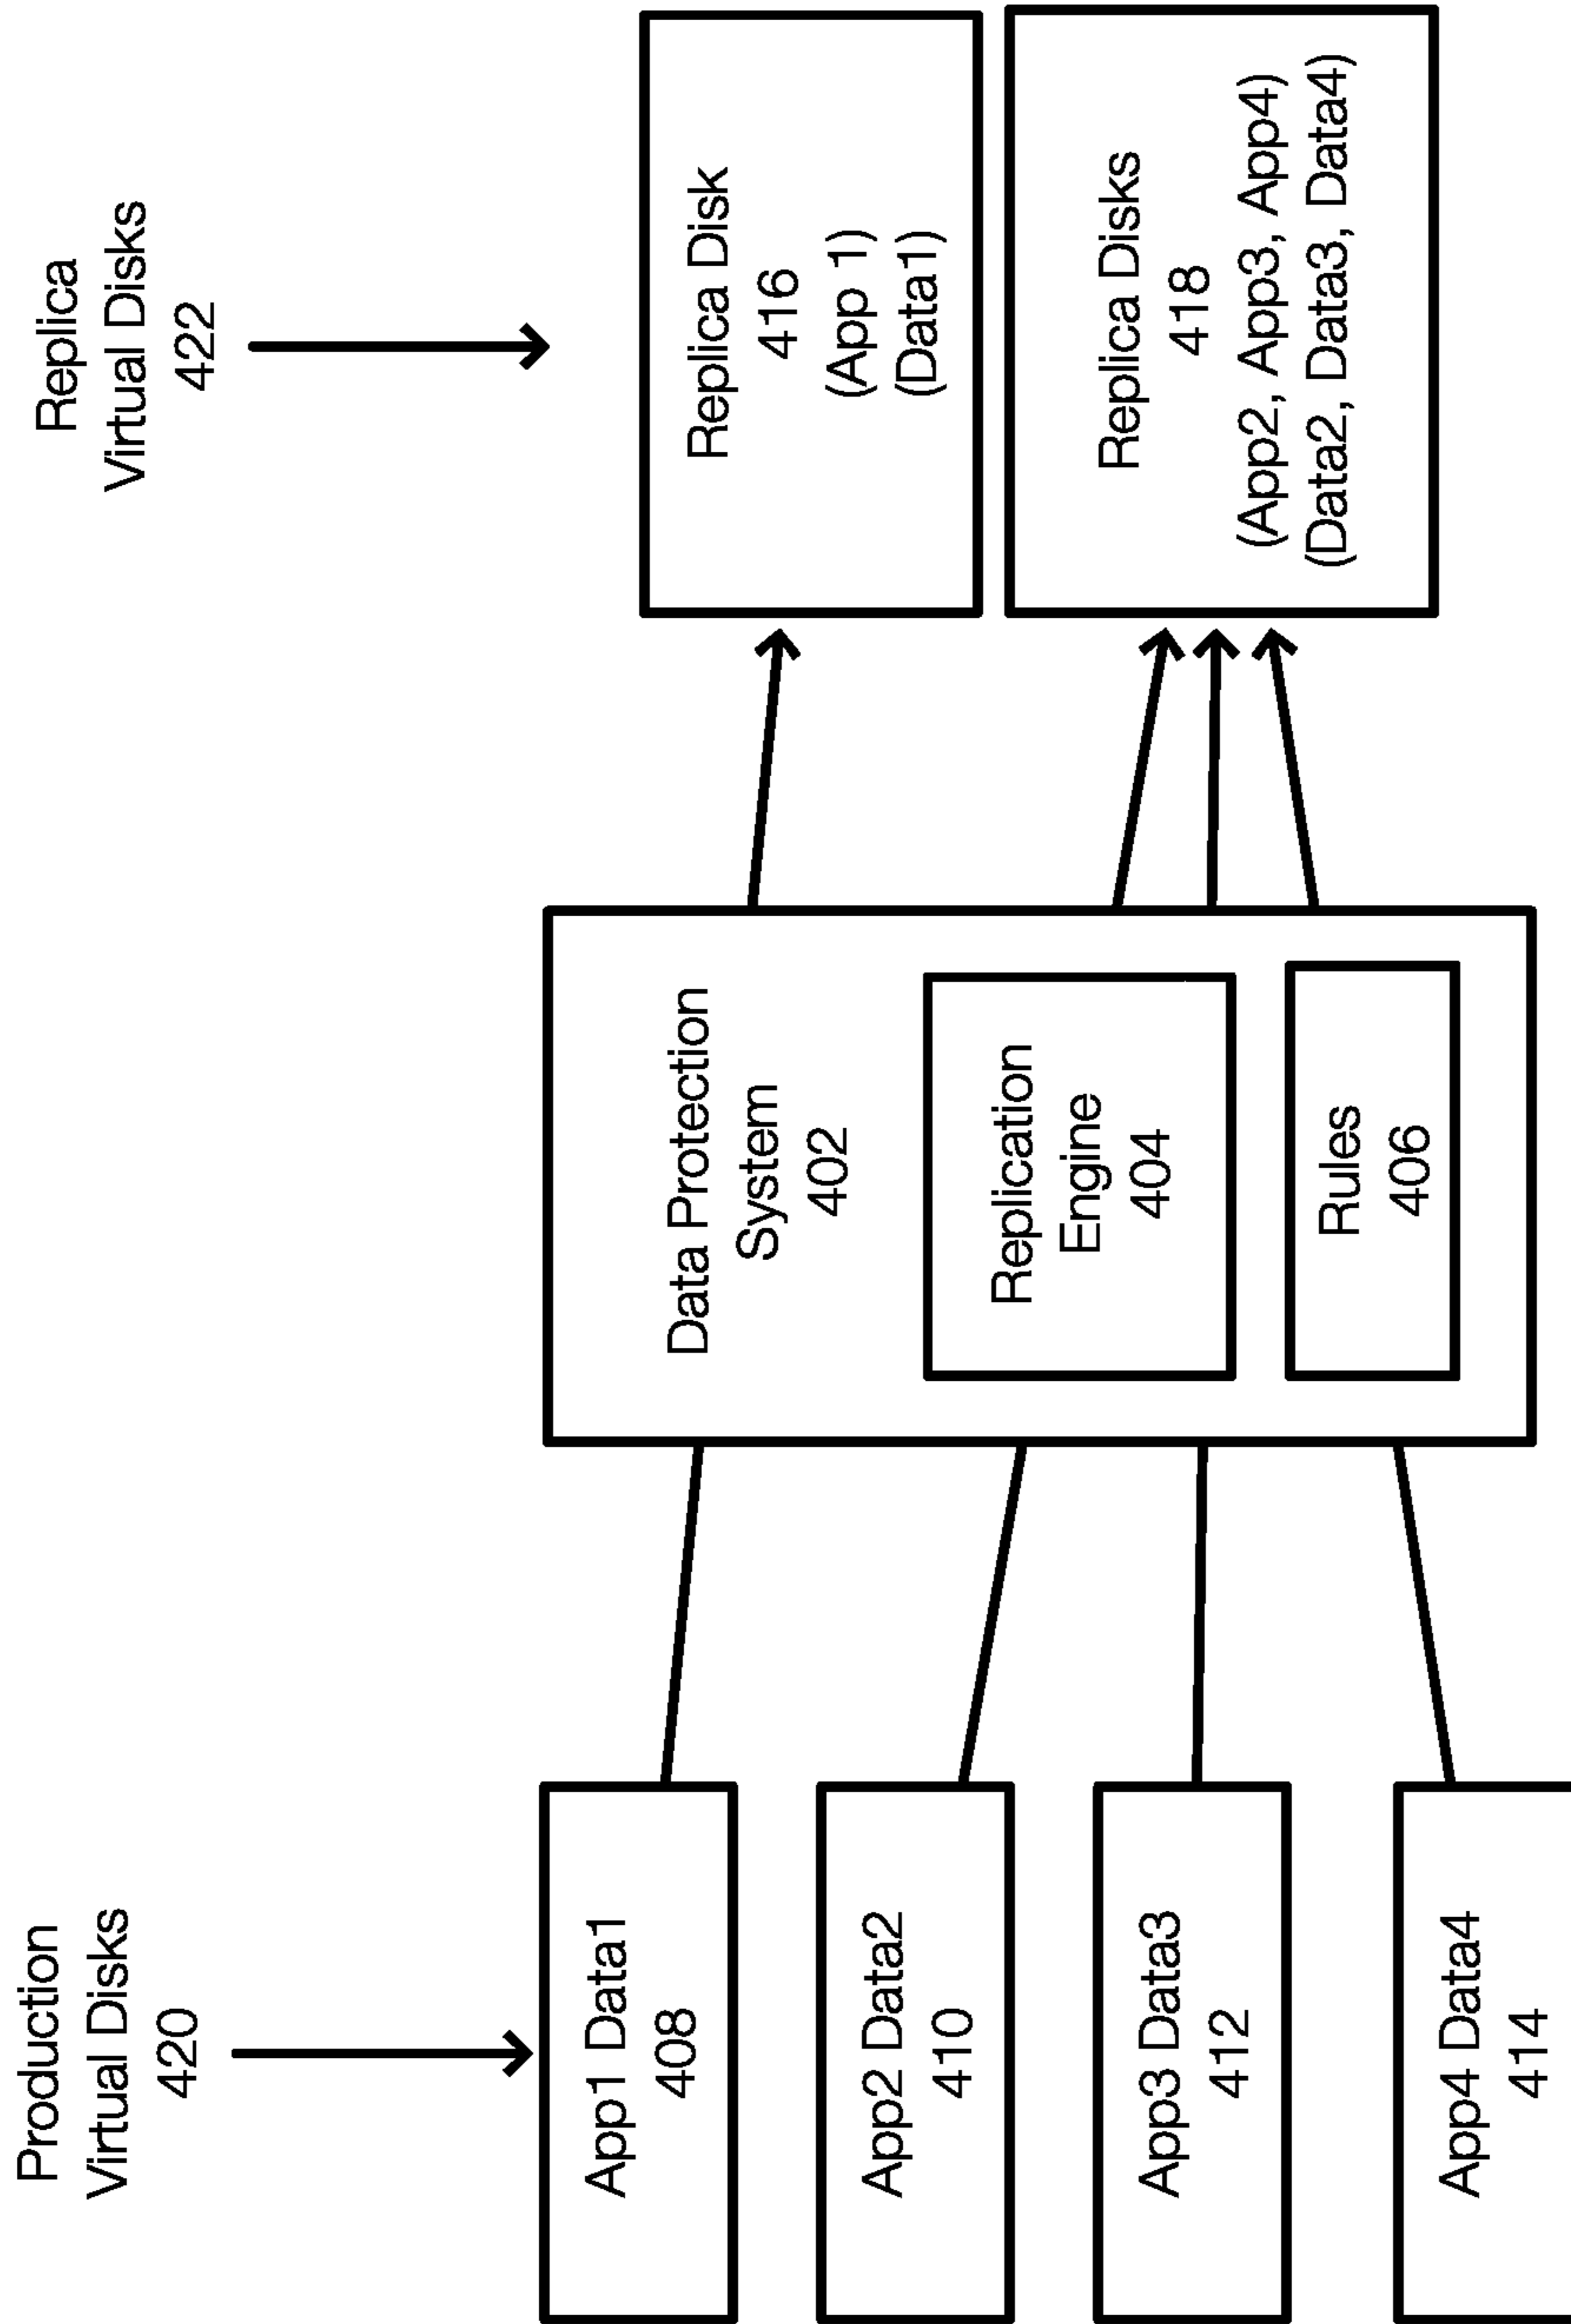 Production
Virtual Disks
420
App1 Data1
408
App2 Data2
410
App3 Data3
412
App4 Data4
414
Data Protection
System
402
Replication
Engine
404
Rules
406
Replica
Virtual Disks
422
Replica Disk
416
(App 1)
(Data1)
Replica Disks
418
(App2, App3, App4)
(Data2, Data3, Data4)